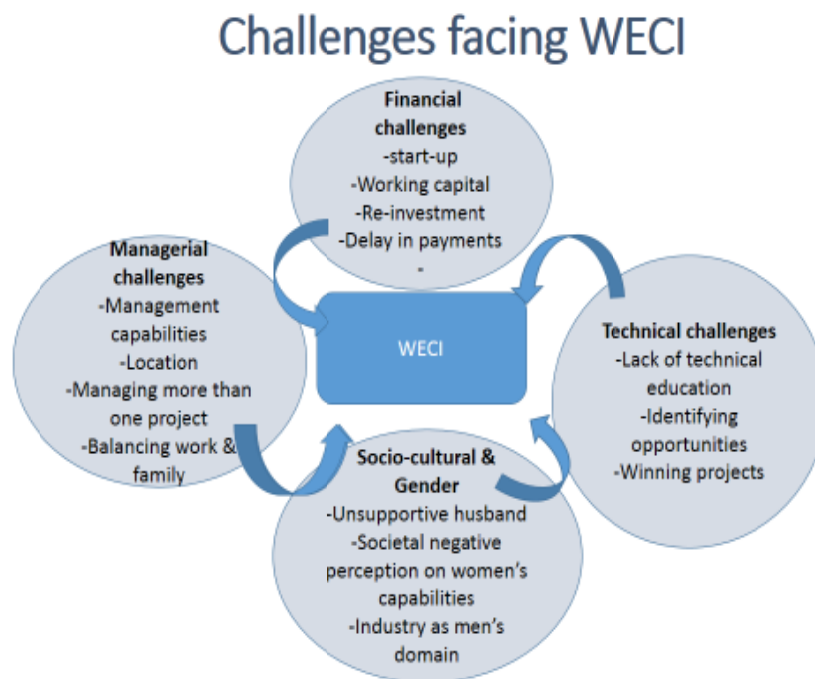 Challenges facing WECI
Financial
challenges
-start-up
-Working capital
-Re-investment
-Delay in payments
-
Managerial
challenges
-Management
capabilities
-Location
-Managing more than
one project
-Balancing work &
family
WECI
Technical challenges
-Lack of technical
education
-Identifying
opportunities
-Winning projects
Socio-cultural &
Gender
-Unsupportive husband
-Societal negative
perception on women's
capabilities
-Industry as men's
domain